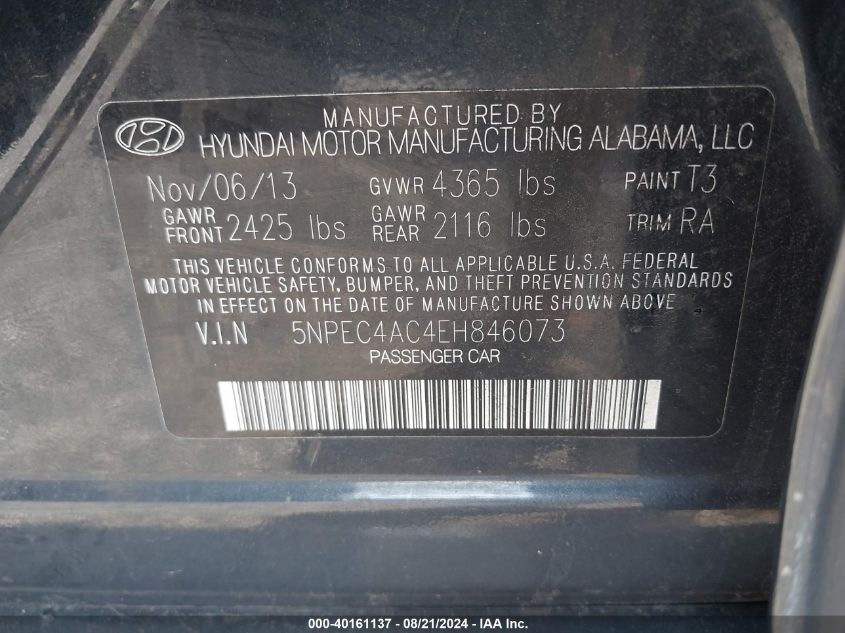 MANUFACTURED BY
HYUNDAI MOTOR MANUFACTURING ALABAMA, LLC
Nov/06/13 GVWR 4365 lbs PAINT T3
GAWR FRONT 2425 lbs GAWR REAR 2116 lbs TRIM RA
THIS VEHICLE CONFORMS TO ALL APPLICABLE U.S.A. FEDERAL
MOTOR VEHICLE SAFETY, BUMPER, AND THEFT PREVENTION STANDARDS
IN EFFECT ON THE DATE OF MANUFACTURE SHOWN ABOVE
V.I.N 5NPEC4AC4EH846073
PASSENGER CAR
000-40161137 - 08/21/2024 - IAA Inc.